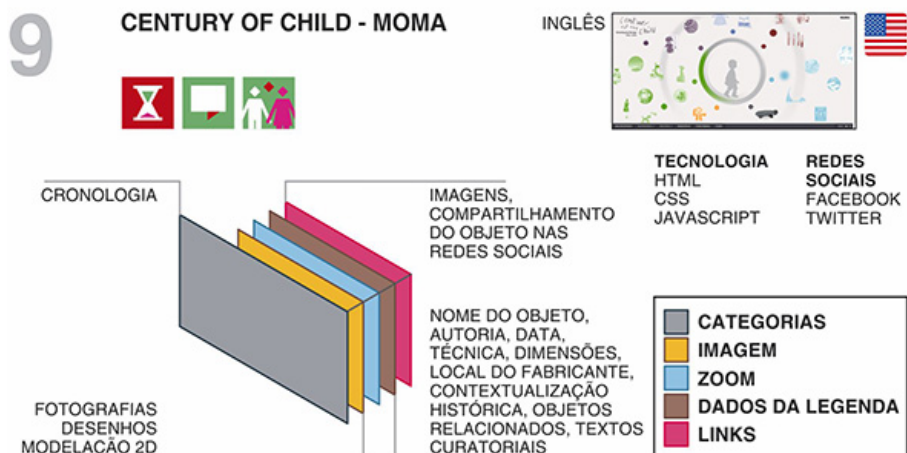 9
CENTURY OF CHILD - MOMA
INGLÊS
TECNOLOGIA
HTML
CSS
JAVASCRIPT
REDES
SOCIAIS
FACEBOOK
TWITTER
CRONOLOGIA
IMAGENS,
COMPARTILHAMENTO
DO OBJETO NAS
REDES SOCIAIS
NOME DO OBJETO,
AUTORIA, DATA,
TÉCNICA, DIMENSÕES,
LOCAL DO FABRICANTE,
CONTEXTUALIZAÇÃO
HISTÓRICA, OBJETOS
RELACIONADOS, TEXTOS
CURATORIAIS
FOTOGRAFIAS
DESENHOS
MODELAÇÃO 2D
CATEGORIAS
IMAGEM
ZOOM
DADOS DA LEGENDA
LINKS